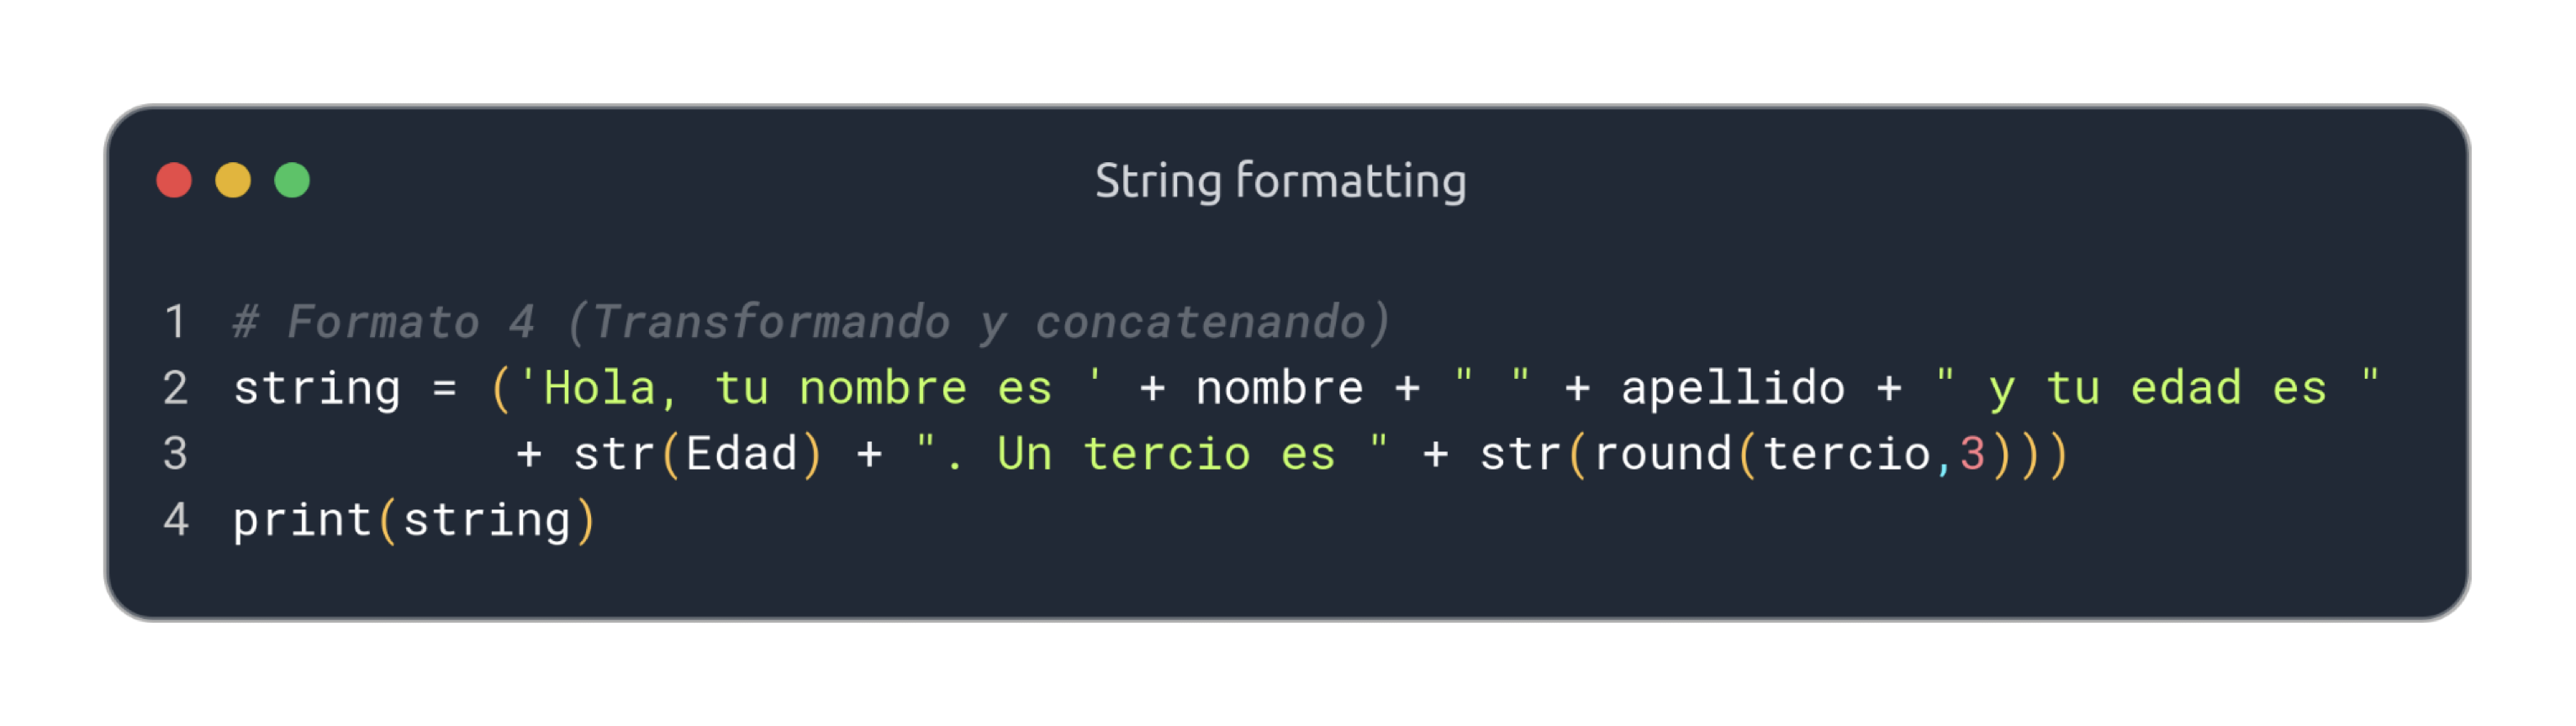 String formatting
1 # Formato 4 (Transformando y concatenando)
2 string = ('Hola, tu nombre es ' + nombre + " " + apellido + " y tu edad es "
3           + str(Edad) + ". Un tercio es " + str(round(tercio,3)))
4 print(string)